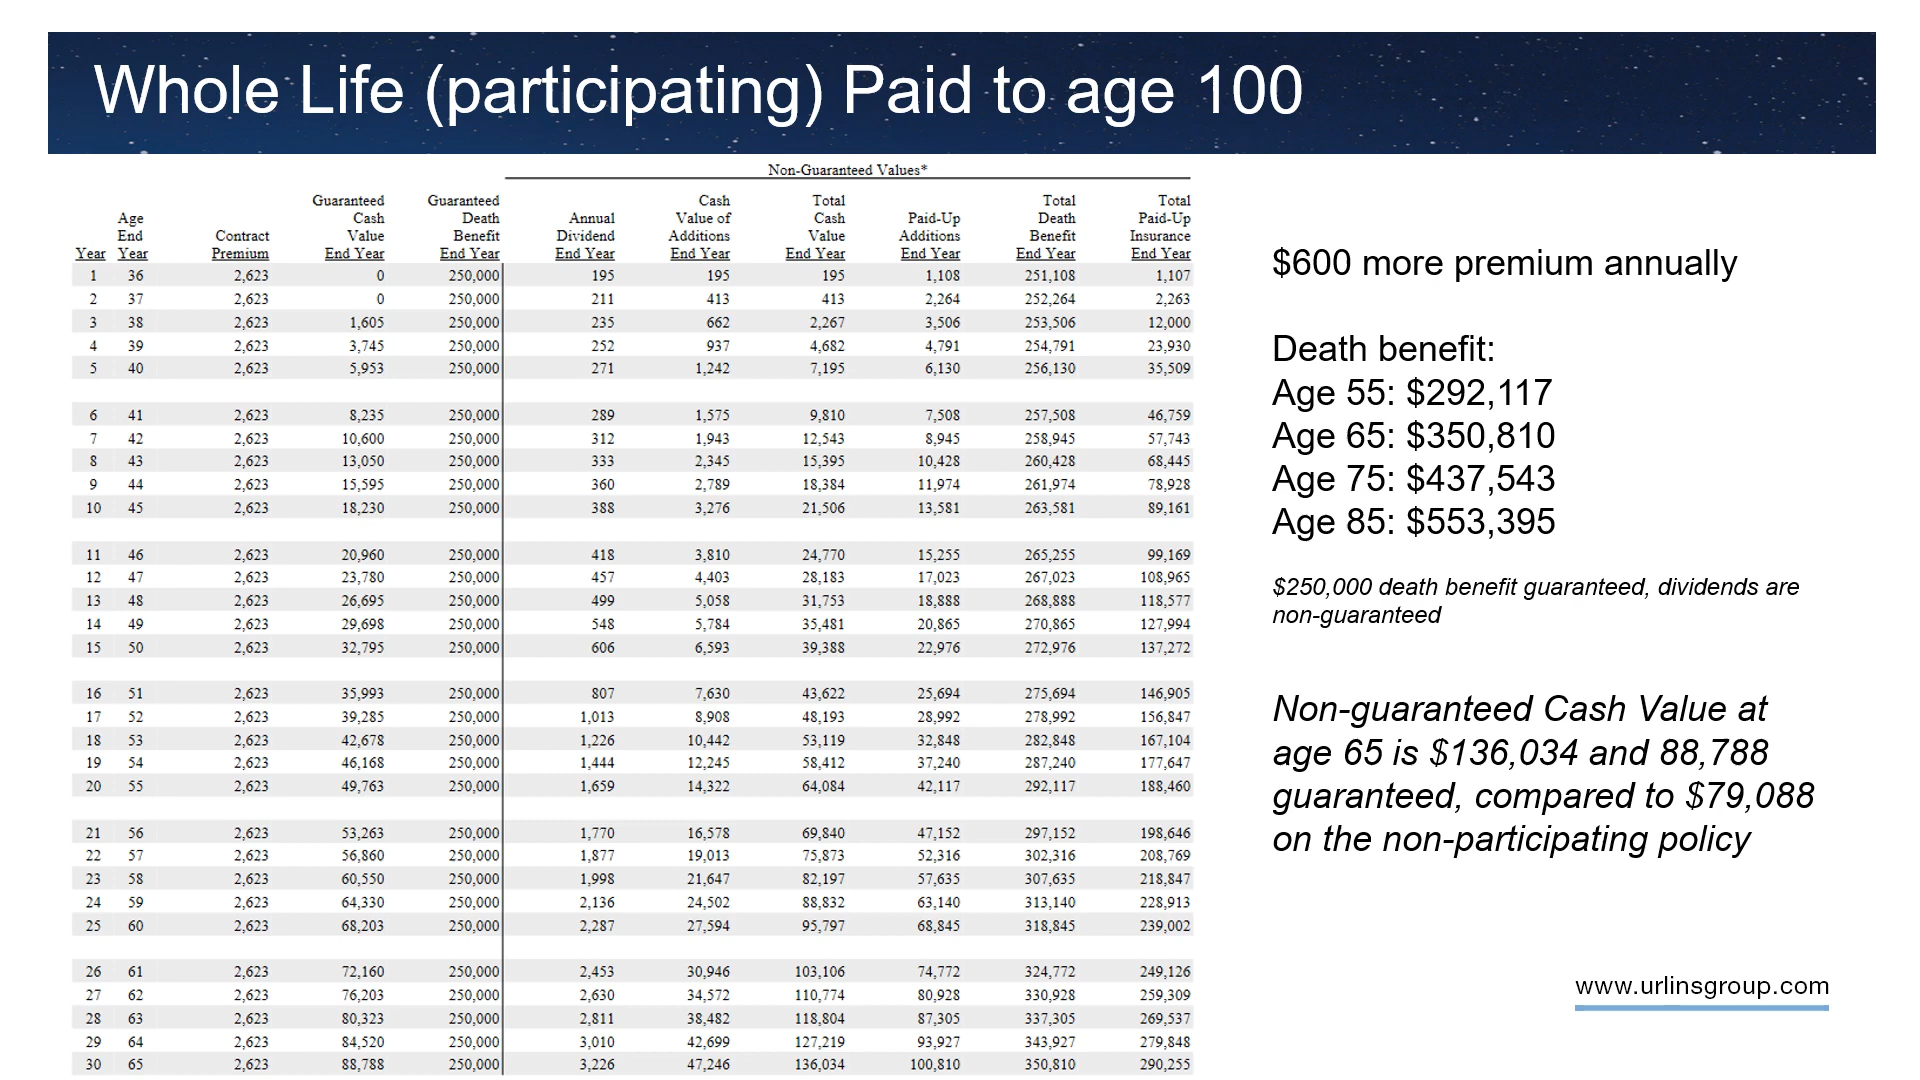 Whole Life (participating) Paid to age 100
Non-Guaranteed Values*
Guaranteed Guaranteed Cash Total Total Total
Age Cash Death Annual Value of Cash Paid-Up Death Paid-Up
End Contract Value Benefit Dividend Additions Value Additions Benefit Insurance
Year Year Premium End Year End Year End Year End Year End Year End Year End Year End Year
1 36 2,623 0 250,000 195 195 195 1,108 251,108 1,107
2 37 2,623 0 250,000 211 413 413 2,264 252,264 2,263
3 38 2,623 1,605 250,000 235 662 2,267 3,506 253,506 12,000
4 39 2,623 3,745 250,000 252 937 4,682 4,791 254,791 23,930
5 40 2,623 5,953 250,000 271 1,242 7,195 6,130 256,130 35,509
6 41 2,623 8,235 250,000 289 1,575 9,810 7,508 257,508 46,759
7 42 2,623 10,600 250,000 312 1,943 12,543 8,945 258,945 57,743
8 43 2,623 13,050 250,000 333 2,345 15,395 10,428 260,428 68,445
9 44 2,623 15,595 250,000 360 2,789 18,384 11,974 261,974 78,928
10 45 2,623 18,230 250,000 388 3,276 21,506 13,581 263,581 89,161
11 46 2,623 20,960 250,000 418 3,810 24,770 15,255 265,255 99,169
12 47 2,623 23,780 250,000 457 4,403 28,183 17,023 267,023 108,965
13 48 2,623 26,695 250,000 499 5,058 31,753 18,888 268,888 118,577
14 49 2,623 29,698 250,000 548 5,784 35,481 20,865 270,865 127,994
15 50 2,623 32,795 250,000 606 6,593 39,388 22,976 272,976 137,272
16 51 2,623 35,993 250,000 807 7,630 43,622 25,694 275,694 146,905
17 52 2,623 39,285 250,000 1,013 8,908 48,193 28,992 278,992 156,847
18 53 2,623 42,678 250,000 1,226 10,442 53,119 32,848 282,848 167,104
19 54 2,623 46,168 250,000 1,444 12,245 58,412 37,240 287,240 177,647
20 55 2,623 49,763 250,000 1,659 14,322 64,084 42,117 292,117 188,460
21 56 2,623 53,263 250,000 1,770 16,578 69,840 47,152 297,152 198,646
22 57 2,623 56,860 250,000 1,877 19,013 75,873 52,316 302,316 208,769
23 58 2,623 60,550 250,000 1,998 21,647 82,197 57,635 307,635 218,847
24 59 2,623 64,330 250,000 2,136 24,502 88,832 63,140 313,140 228,913
25 60 2,623 68,203 250,000 2,287 27,594 95,797 68,845 318,845 239,002
26 61 2,623 72,160 250,000 2,453 30,946 103,106 74,772 324,772 249,126
27 62 2,623 76,203 250,000 2,630 34,572 110,774 80,928 330,928 259,309
28 63 2,623 80,323 250,000 2,811 38,482 118,804 87,305 337,305 269,537
29 64 2,623 84,520 250,000 3,010 42,699 127,219 93,927 343,927 279,848
30 65 2,623 88,788 250,000 3,226 47,246 136,034 100,810 350,810 290,255
$600 more premium annually
Death benefit:
Age 55: $292,117
Age 65: $350,810
Age 75: $437,543
Age 85: $553,395
$250,000 death benefit guaranteed, dividends are
non-guaranteed
Non-guaranteed Cash Value at
age 65 is $136,034 and 88,788
guaranteed, compared to $79,088
on the non-participating policy
www.urlinsgroup.com